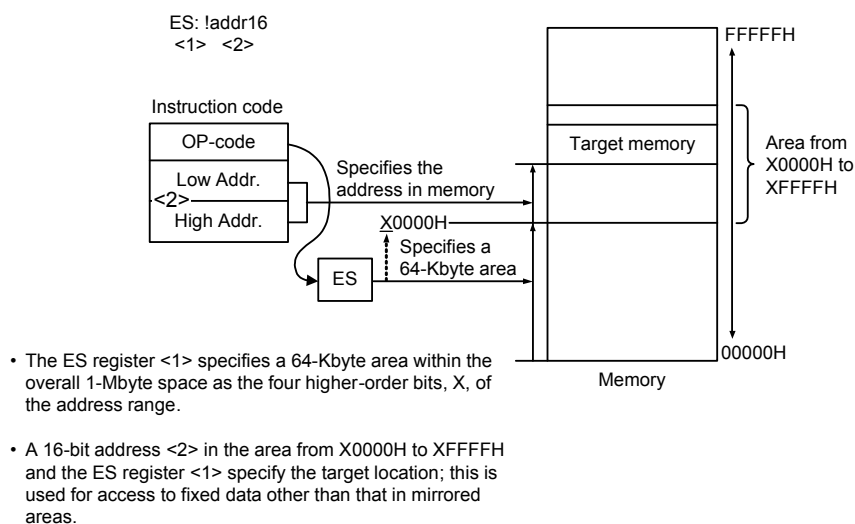 ES: !addr16
<1> <2>
FFFFFH
Instruction code
OP-code
Low Addr.
<2>
High Addr.
Specifies the
address in memory
Target memory
Area from
X0000H to
XFFFFH
X0000H
Specifies a
64-Kbyte area
ES
00000H
Memory
• The ES register <1> specifies a 64-Kbyte area within the
overall 1-Mbyte space as the four higher-order bits, X, of
the address range.
• A 16-bit address <2> in the area from X0000H to XFFFFH
and the ES register <1> specify the target location; this is
used for access to fixed data other than that in mirrored
areas.